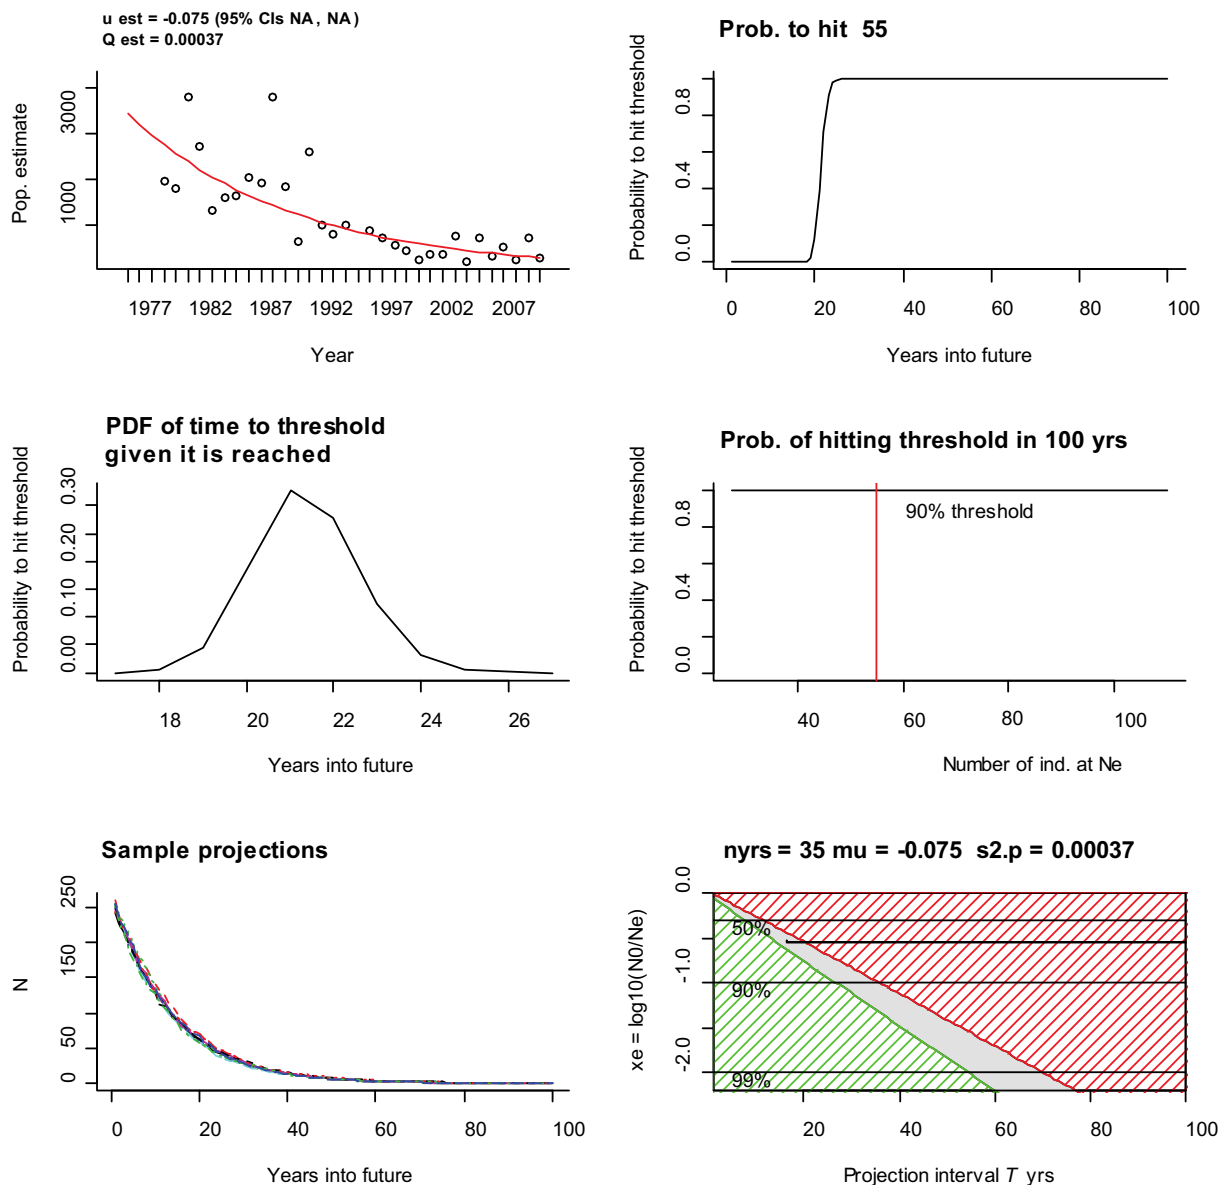 u est = -0.075 (95% CIs NA, NA)
Q est = 0.00037
Pop. estimate
3000
1000
1977 1982 1987 1992 1997 2002 2007
Year
Prob. to hit 55
Probability to hit threshold
0.8
0.4
0.0
0 20 40 60 80 100
Years into future
PDF of time to threshold
given it is reached
Probability to hit threshold
0.30
0.20
0.10
0.00
18 20 22 24 26
Years into future
Prob. of hitting threshold in 100 yrs
Probability to hit threshold
0.8
0.4
0.0
90% threshold
40 60 80 100
Number of ind. at Ne
Sample projections
N
250
150
50
0
0 20 40 60 80 100
Years into future
nyrs = 35 mu = -0.075 s2.p = 0.00037
xe = log10(N0/Ne)
0.0
-1.0
-2.0
50%
90%
99%
20 40 60 80 100
Projection interval T yrs